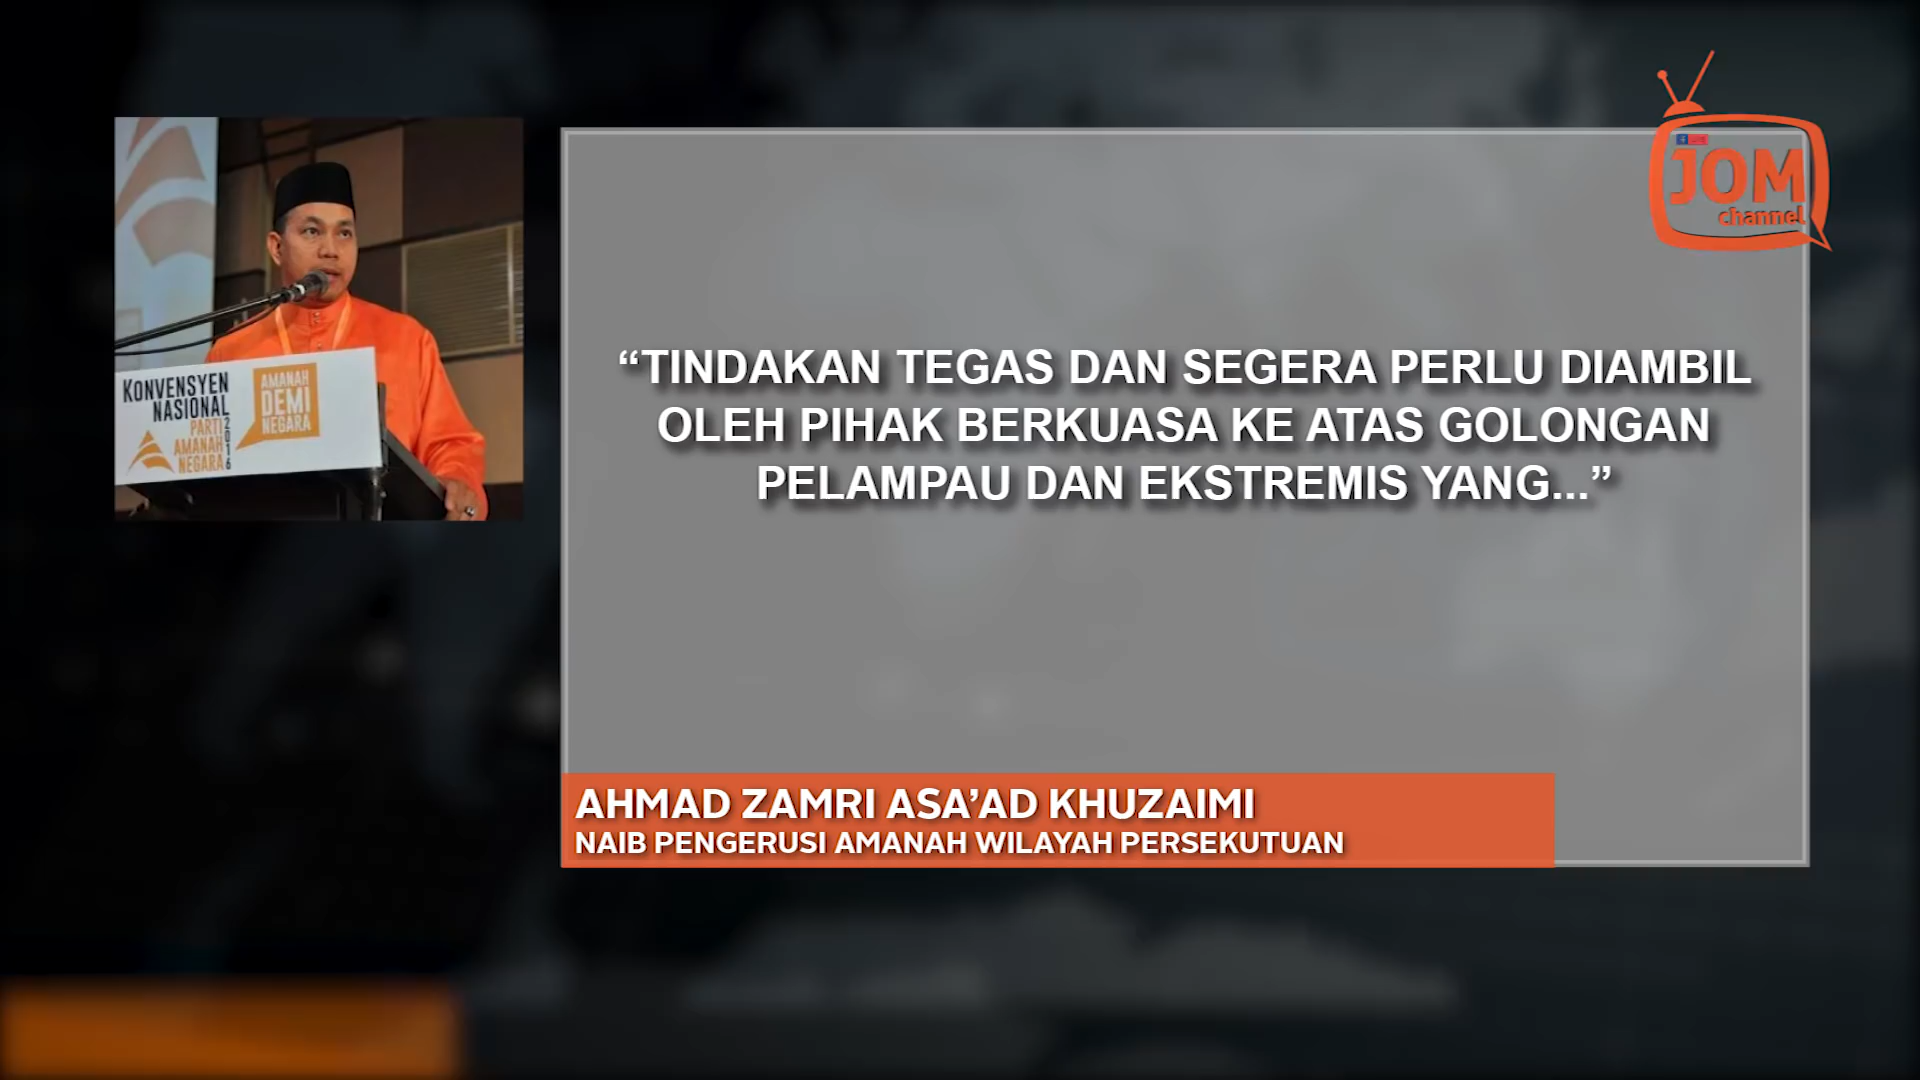 JOM
channel
KONVENSYEN
NASIONAL
PARTI
AMANAH
NEGARA
2016
AMANAH
DEMI
NEGARA
“TINDAKAN TEGAS DAN SEGERA PERLU DIAMBIL
OLEH PIHAK BERKUASA KE ATAS GOLONGAN
PELAMPAU DAN EKSTREMIS YANG...”
AHMAD ZAMRI ASA’AD KHUZAIMI
NAIB PENGERUSI AMANAH WILAYAH PERSEKUTUAN